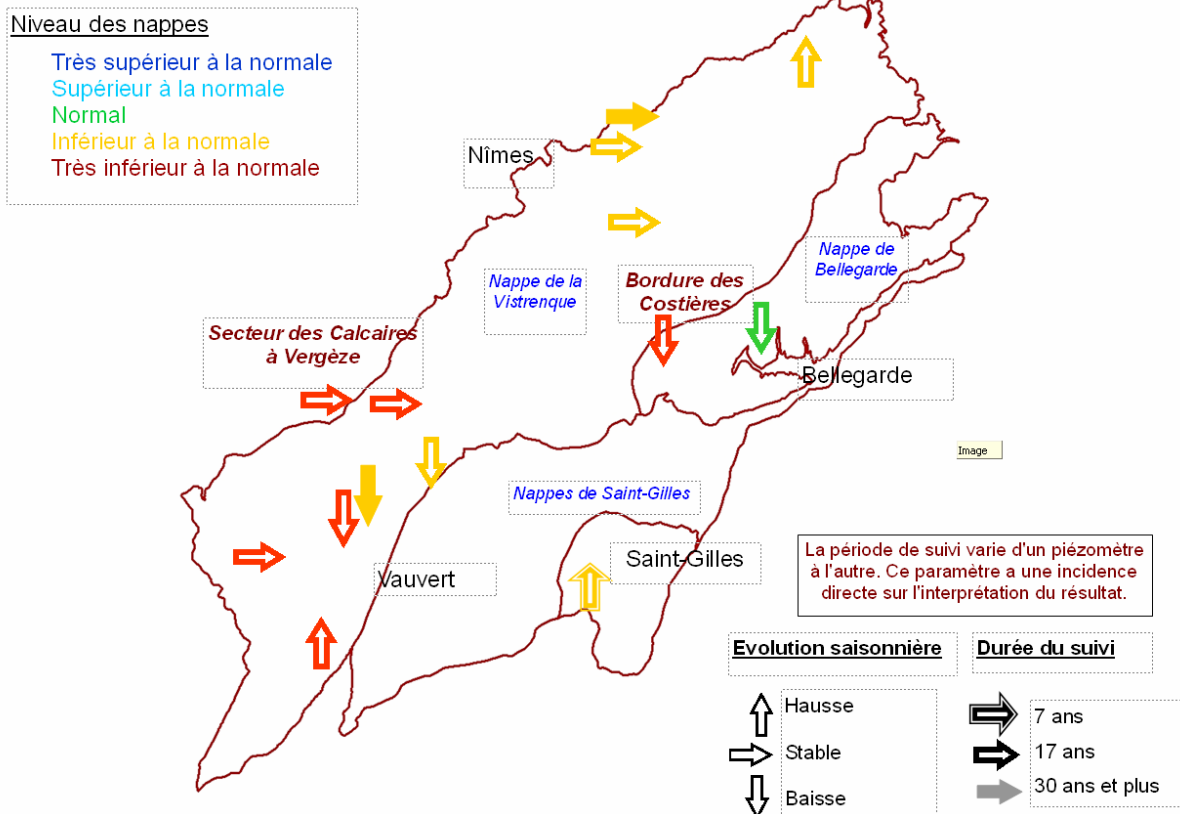 Niveau des nappes
Très supérieur à la normale
Supérieur à la normale
Normal
Inférieur à la normale
Très inférieur à la normale
Nîmes
Nappe de la
Vistrenque
Bordure des
Costières
Nappe de
Bellegarde
Secteur des Calcaires
à Vergèze
Bellegarde
Image
Nappes de Saint-Gilles
Saint-Gilles
Vauvert
La période de suivi varie d'un piézomètre
à l'autre. Ce paramètre a une incidence
directe sur l'interprétation du résultat.
Evolution saisonnière
Hausse
Stable
Baisse
Durée du suivi
7 ans
17 ans
30 ans et plus